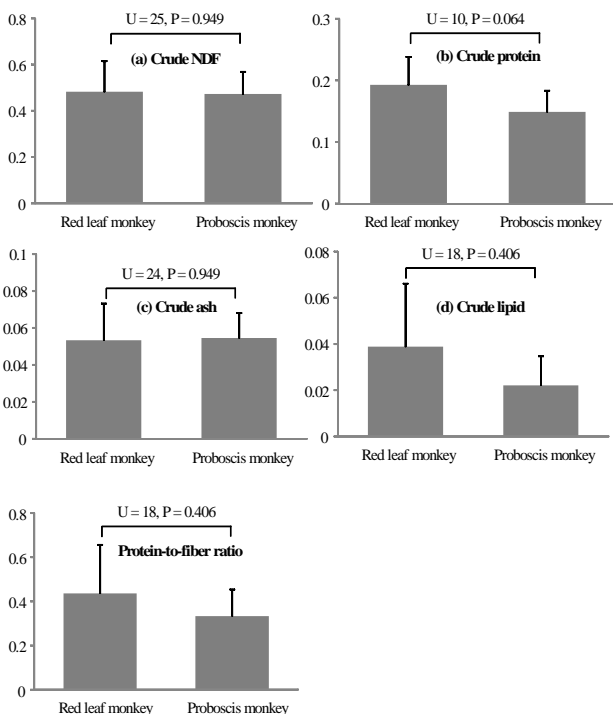 U = 25, P = 0.949
(a) Crude NDF
0.8
0.6
0.4
0.2
0
Red leaf monkey
Proboscis monkey
U = 10, P = 0.064
(b) Crude protein
0.3
0.2
0.1
0
Red leaf monkey
Proboscis monkey
U = 24, P = 0.949
(c) Crude ash
0.1
0.08
0.06
0.04
0.02
0
Red leaf monkey
Proboscis monkey
U = 18, P = 0.406
(d) Crude lipid
0.08
0.06
0.04
0.02
0
Red leaf monkey
Proboscis monkey
U = 18, P = 0.406
Protein-to-fiber ratio
0.8
0.6
0.4
0.2
0
Red leaf monkey
Proboscis monkey